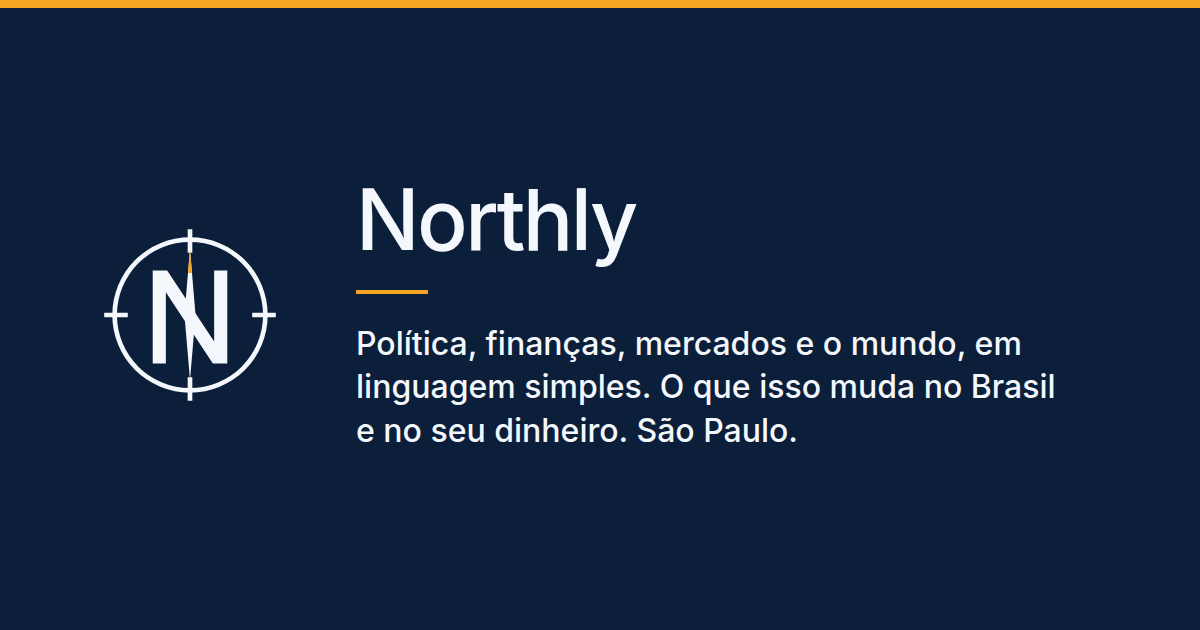 N
Northly
Política, finanças, mercados e o mundo, em
linguagem simples. O que isso muda no Brasil
e no seu dinheiro. São Paulo.